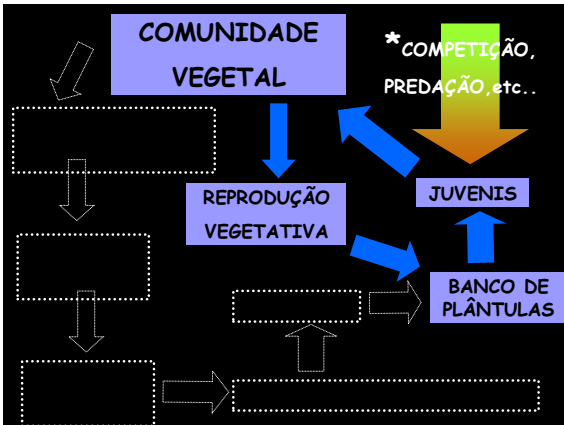 COMUNIDADE
VEGETAL
*COMPETIÇÃO,
PREDAÇÃO,etc..
REPRODUÇÃO
VEGETATIVA
JUVENIS
BANCO DE
PLÂNTULAS